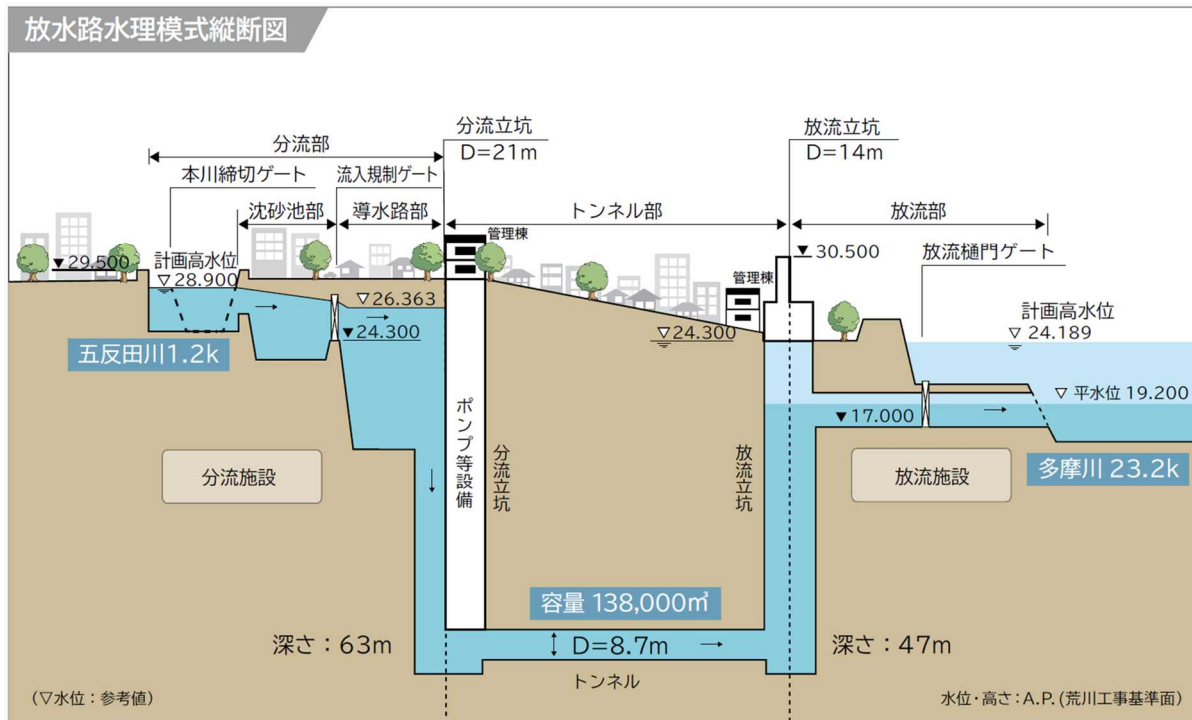 放水路水理模式縦断図
分流立坑
D=21m
放流立坑
D=14m
分流部
本川締切ゲート
流入規制ゲート
沈砂池部
導水路部
トンネル部
放流部
管理棟
放流樋門ゲート
▼29.500
計画高水位
▽28.900
▽26.363
▼24.300
▼30.500
管理棟
▽24.300
計画高水位
▽24.189
五反田川1.2k
▽ 平水位 19.200
▼17.000
ポンプ等設備
分流立坑
放流立坑
分流施設
放流施設
多摩川 23.2k
容量 138,000㎥
深さ：63m
D=8.7m
深さ：47m
トンネル
(▽水位：参考値)
水位・高さ：A.P.(荒川工事基準面)